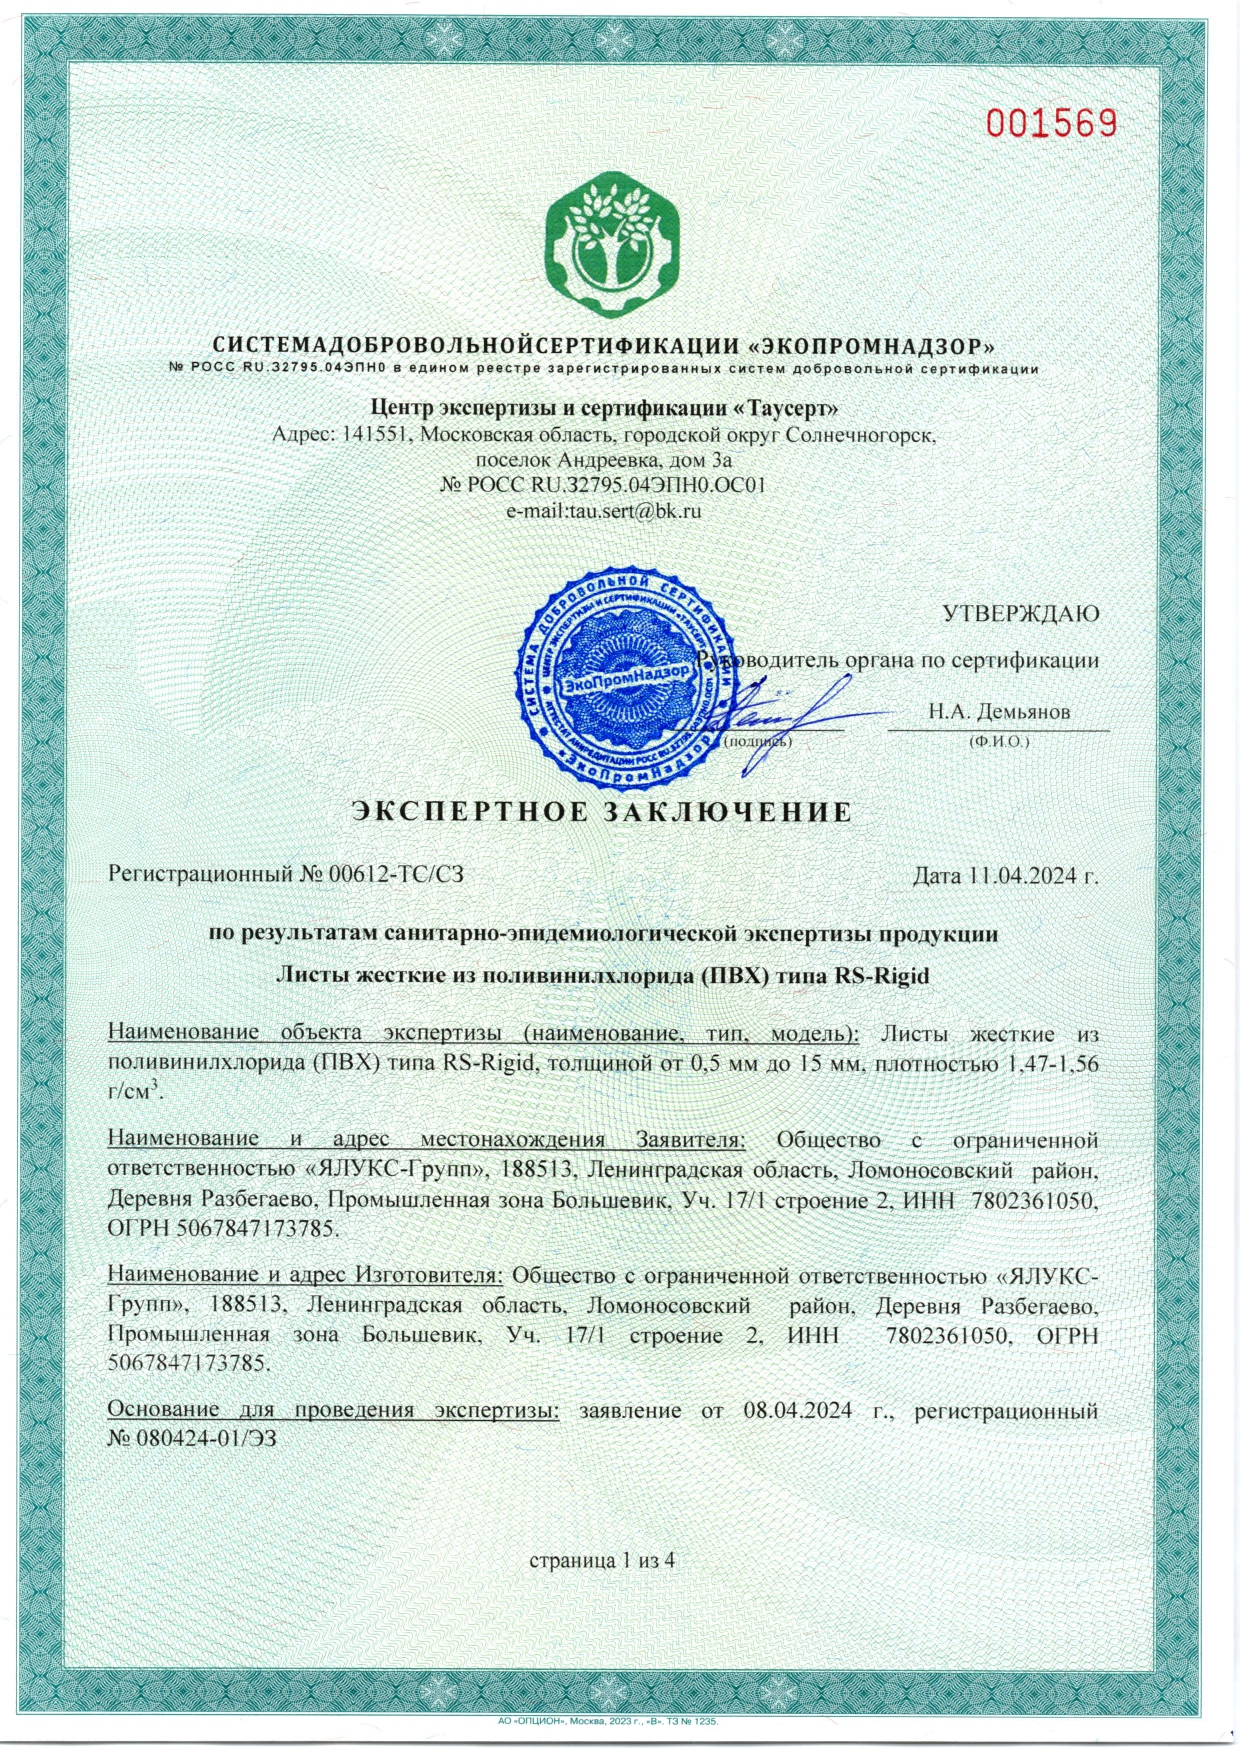 001569
СИСТЕМАДОБРОВОЛЬНОЙСЕРТИФИКАЦИИ «ЭКОПРОМНАДЗОР»
№ РОСС RU.32795.04ЭПН0 в едином реестре зарегистрированных систем добровольной сертификации
Центр экспертизы и сертификации «Таусерт»
Адрес: 141551, Московская область, городской округ Солнечногорск,
поселок Андреевка, дом 3а
№ РОСС RU.32795.04ЭПН0.ОС01
e-mail:tau.sert@bk.ru
СИСТЕМА ДОБРОВОЛЬНОЙ СЕРТИФИКАЦИИ
ЦЕНТР ЭКСПЕРТИЗЫ И СЕРТИФИКАЦИИ «ТАУСЕРТ»
ЭкоПромНадзор
АТТЕСТАТ АККРЕДИТАЦИИ РОСС RU.32795.04ЭПН0.ОС01
«ЭкоПромНадзор»
УТВЕРЖДАЮ
Руководитель органа по сертификации
Н.А. Демьянов
(подпись) (Ф.И.О.)
ЭКСПЕРТНОЕ ЗАКЛЮЧЕНИЕ
Регистрационный № 00612-ТС/СЗ Дата 11.04.2024 г.
по результатам санитарно-эпидемиологической экспертизы продукции
Листы жесткие из поливинилхлорида (ПВХ) типа RS-Rigid
Наименование объекта экспертизы (наименование, тип, модель): Листы жесткие из
поливинилхлорида (ПВХ) типа RS-Rigid, толщиной от 0,5 мм до 15 мм, плотностью 1,47-1,56
г/см³.
Наименование и адрес местонахождения Заявителя: Общество с ограниченной
ответственностью «ЯЛУКС-Групп», 188513, Ленинградская область, Ломоносовский район,
Деревня Разбегаево, Промышленная зона Большевик, Уч. 17/1 строение 2, ИНН 7802361050,
ОГРН 5067847173785.
Наименование и адрес Изготовителя: Общество с ограниченной ответственностью «ЯЛУКС-
Групп», 188513, Ленинградская область, Ломоносовский район, Деревня Разбегаево,
Промышленная зона Большевик, Уч. 17/1 строение 2, ИНН 7802361050, ОГРН
5067847173785.
Основание для проведения экспертизы: заявление от 08.04.2024 г., регистрационный
№ 080424-01/ЭЗ
страница 1 из 4
АО «ОПЦИОН», Москва, 2023 г., «В». ТЗ № 1235.